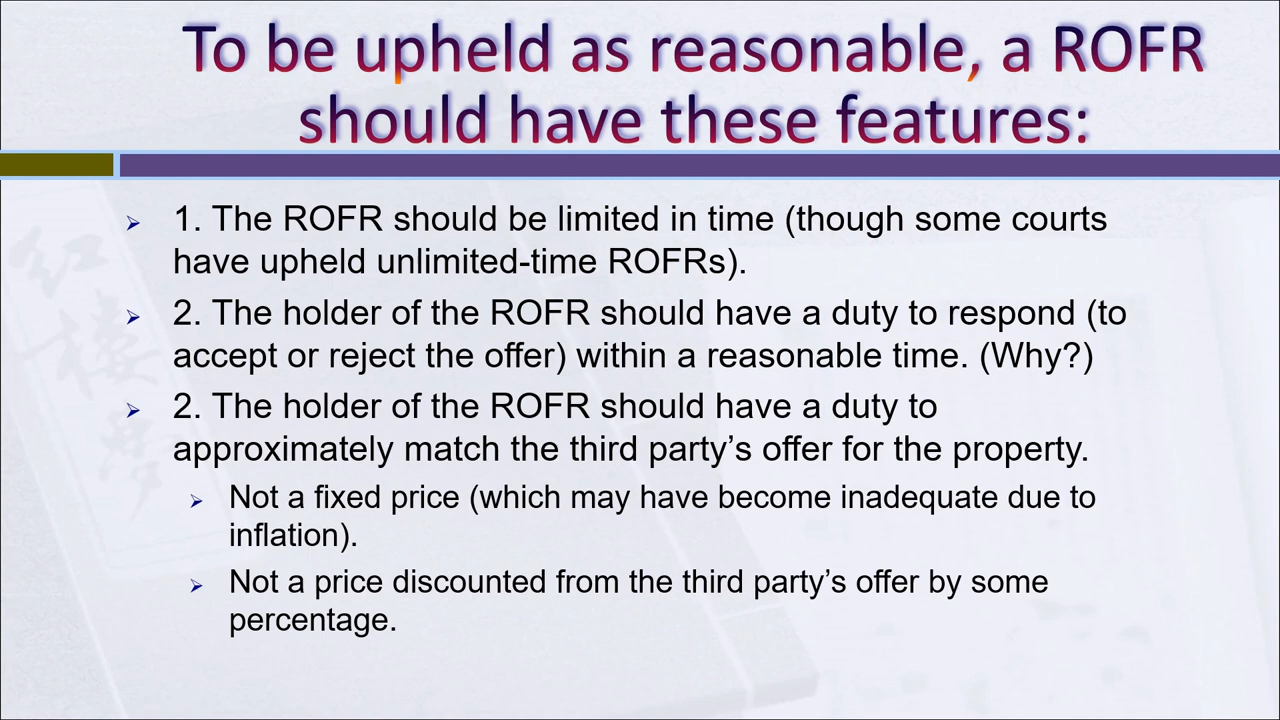 To be upheld as reasonable, a ROFR
should have these features:
1. The ROFR should be limited in time (though some courts
have upheld unlimited-time ROFRs).
2. The holder of the ROFR should have a duty to respond (to
accept or reject the offer) within a reasonable time. (Why?)
2. The holder of the ROFR should have a duty to
approximately match the third party’s offer for the property.
Not a fixed price (which may have become inadequate due to
inflation).
Not a price discounted from the third party’s offer by some
percentage.
红
楼
梦